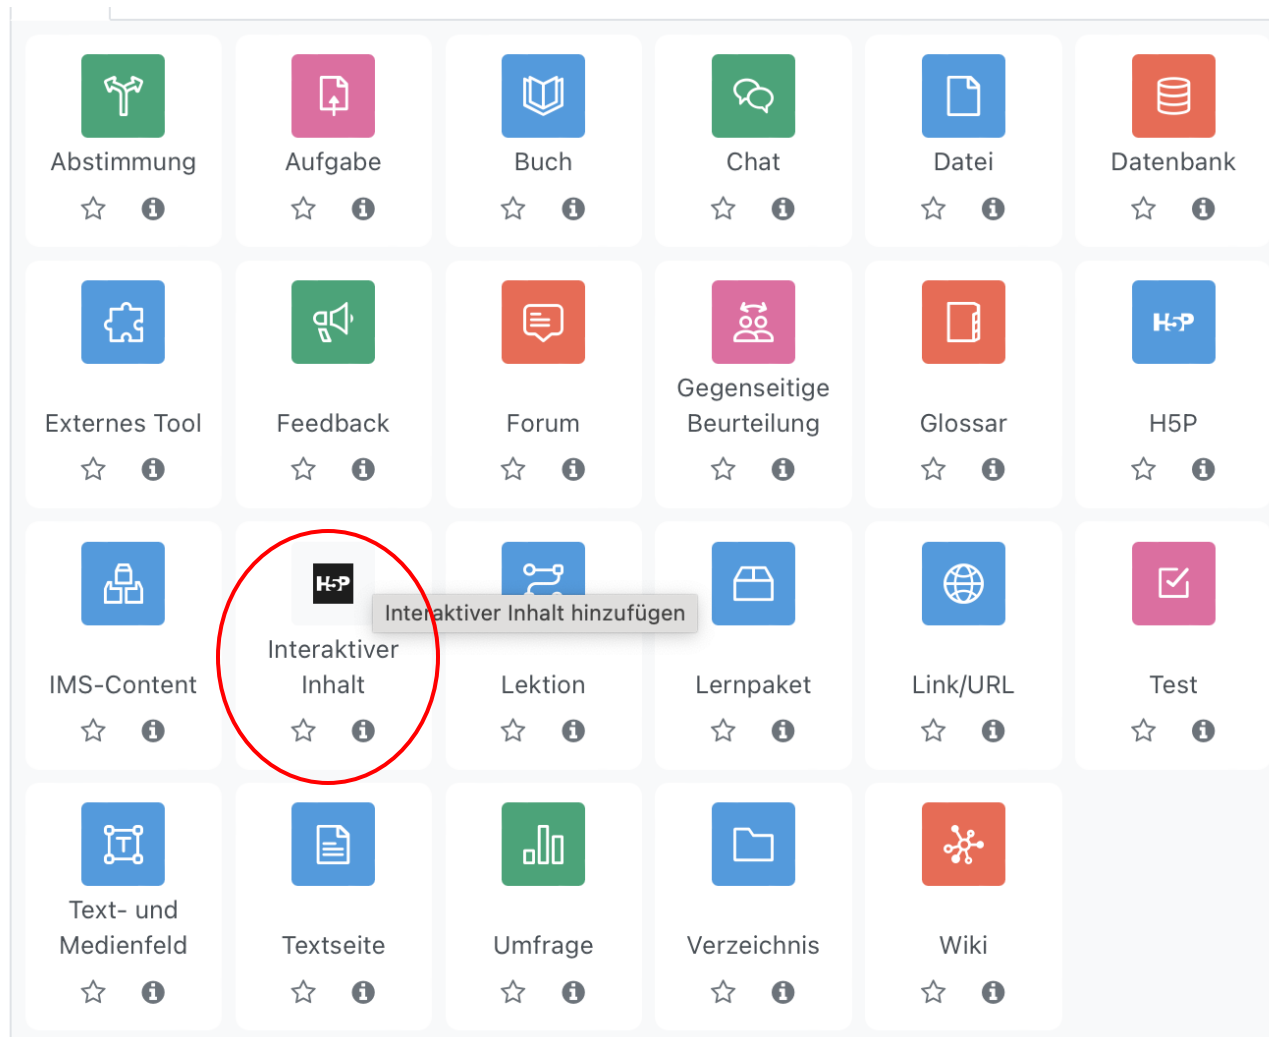 Abstimmung
Aufgabe
Buch
Chat
Datei
Datenbank
H5P
Externes Tool
Feedback
Forum
Gegenseitige
Beurteilung
Glossar
H5P
IMS-Content
H5P
Interaktiver
Inhalt
Interaktiver Inhalt hinzufügen
Lektion
Lernpaket
Link/URL
Test
T
Text- und
Medienfeld
Textseite
Umfrage
Verzeichnis
Wiki